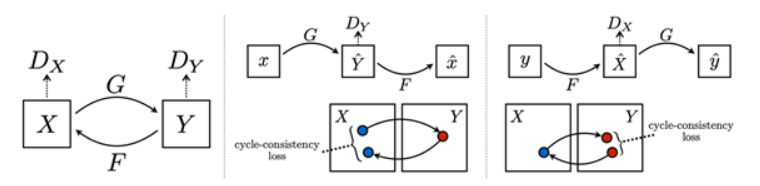 D_X
D_Y
G
X
Y
F
D_Y
x
G
Ŷ
x̂
F
X
Y
cycle-consistency
loss
D_X
y
G
X̂
ŷ
F
X
Y
cycle-consistency
loss